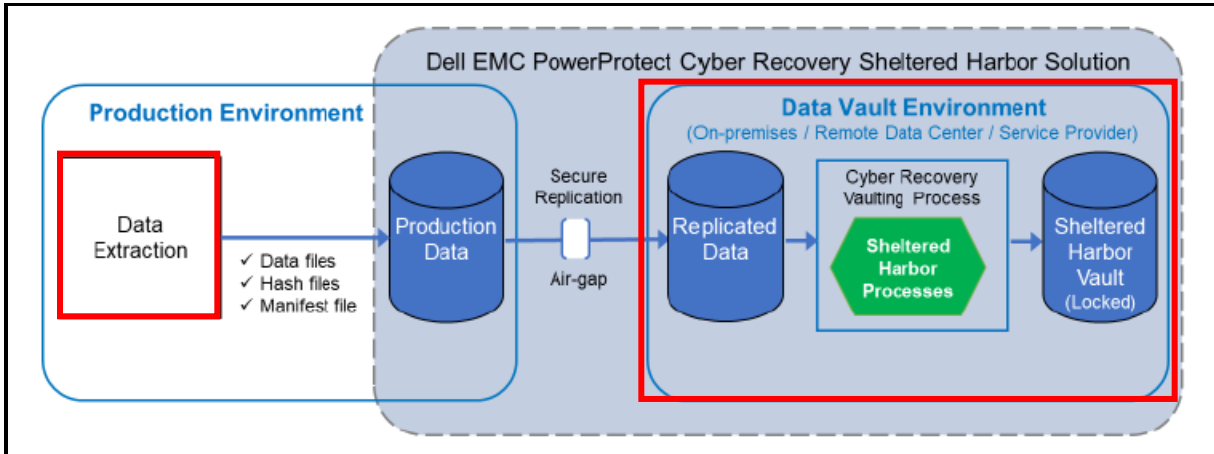 Dell EMC PowerProtect Cyber Recovery Sheltered Harbor Solution
Production Environment
Data
Extraction
✓ Data files
✓ Hash files
✓ Manifest file
Production
Data
Secure
Replication
Air-gap
Data Vault Environment
(On-premises / Remote Data Center / Service Provider)
Replicated
Data
Cyber Recovery
Vaulting Process
Sheltered
Harbor
Processes
Sheltered
Harbor
Vault
(Locked)